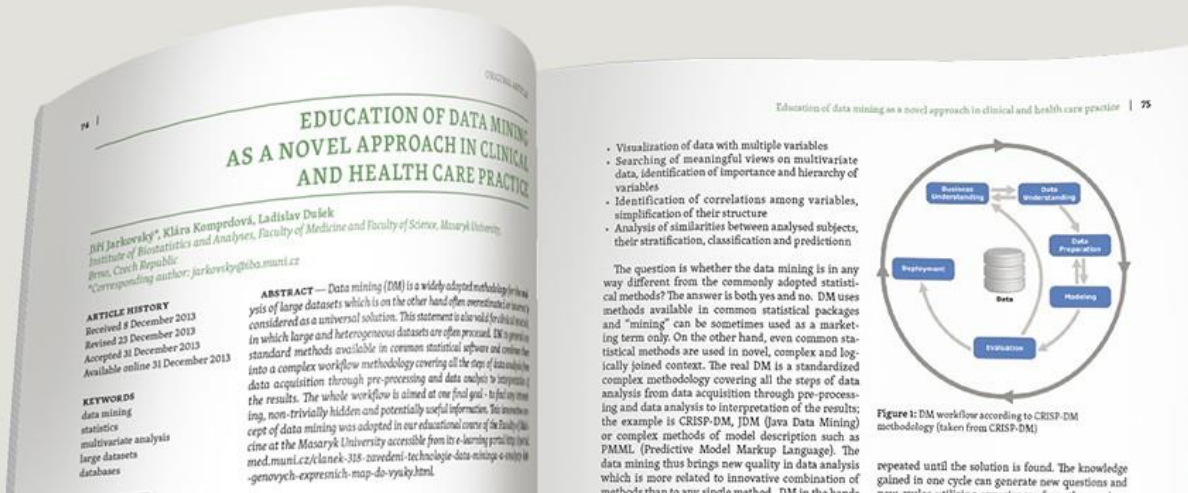 74 |
ORIGINAL ARTICLE
EDUCATION OF DATA MINING
AS A NOVEL APPROACH IN CLINICAL
AND HEALTH CARE PRACTICE
Jiří Jarkovský*, Klára Komprdová, Ladislav Dušek
Institute of Biostatistics and Analyses, Faculty of Medicine and Faculty of Science, Masaryk University,
Brno, Czech Republic
*Corresponding author: jarkovsky@iba.muni.cz
ARTICLE HISTORY
Received 8 December 2013
Revised 23 December 2013
Accepted 31 December 2013
Available online 31 December 2013
KEYWORDS
data mining
statistics
multivariate analysis
large datasets
databases
ABSTRACT — Data mining (DM) is a widely adopted methodology for the
ysis of large datasets which is on the other hand often overestimated or
considered as a universal solution. This statement is also valid for clinical
in which large and heterogeneous datasets are often processed. DM in general
standard methods available in common statistical software and combines them
into a complex workflow methodology covering all the steps of data analysis from
data acquisition through pre-processing and data analysis to interpretation of
the results. The whole workflow is aimed at one final goal - to find any
ing, non-trivially hidden and potentially useful information. This innovative
cept of data mining was adopted in our educational course of the Faculty of
cine at the Masaryk University accessible from its e-learning portal
med.muni.cz/clanek-318-zavedeni-technologie-data-miningu-a-analyzy
-genovych-expresnich-map-do-vyuky.html.
Education of data mining as a novel approach in clinical and health care practice | 75
• Visualization of data with multiple variables
• Searching of meaningful views on multivariate
data, identification of importance and hierarchy of
variables
• Identification of correlations among variables,
simplification of their structure
• Analysis of similarities between analysed subjects,
their stratification, classification and predictionn
The question is whether the data mining is in any
way different from the commonly adopted statisti-
cal methods? The answer is both yes and no. DM uses
methods available in common statistical packages
and "mining" can be sometimes used as a market-
ing term only. On the other hand, even common sta-
tistical methods are used in novel, complex and log-
ically joined context. The real DM is a standardized
complex methodology covering all the steps of data
analysis from data acquisition through pre-process-
ing and data analysis to interpretation of the results;
the example is CRISP-DM, JDM (Java Data Mining)
or complex methods of model description such as
PMML (Predictive Model Markup Language). The
data mining thus brings new quality in data analysis
which is more related to innovative combination of
methods than to any single method. DM in the hands
Business
Understanding
Data
Understanding
Data
Preparation
Modeling
Evaluation
Deployment
Data
Figure 1: DM workflow according to CRISP-DM
methodology (taken from CRISP-DM)
repeated until the solution is found. The knowledge
gained in one cycle can generate new questions and